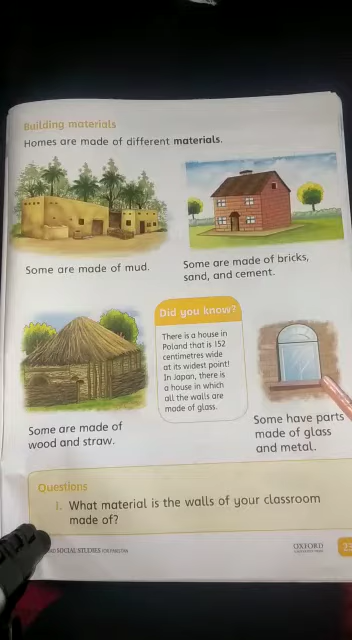 Building materials
Homes are made of different materials.
Some are made of mud.
Some are made of bricks,
sand, and cement.
Did you know?
There is a house in
Poland that is 152
centimetres wide
at its widest point!
In Japan, there is
a house in which
all the walls are
made of glass.
Some are made of
wood and straw.
Some have parts
made of glass
and metal.
Questions
1. What material is the walls of your classroom
made of?
SOCIAL STUDIES
OXFORD